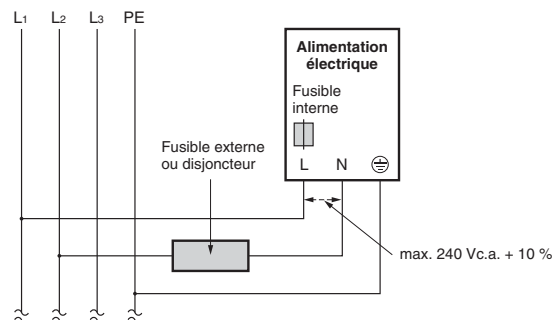 L1 L2 L3 PE
Alimentation
électrique
Fusible
interne
Fusible externe
ou disjoncteur
L N
max. 240 Vc.a. + 10 %